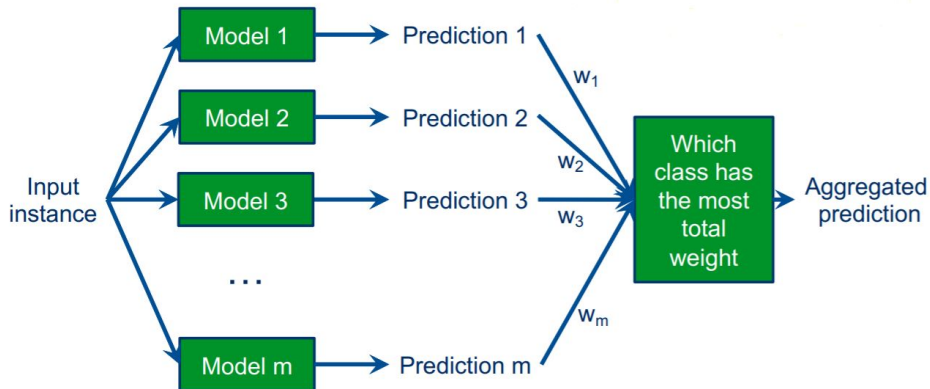 Model 1
Prediction 1
w1
Model 2
Prediction 2
w2
Input
instance
Model 3
Prediction 3
w3
...
Model m
Prediction m
wm
Which
class has
the most
total
weight
Aggregated
prediction